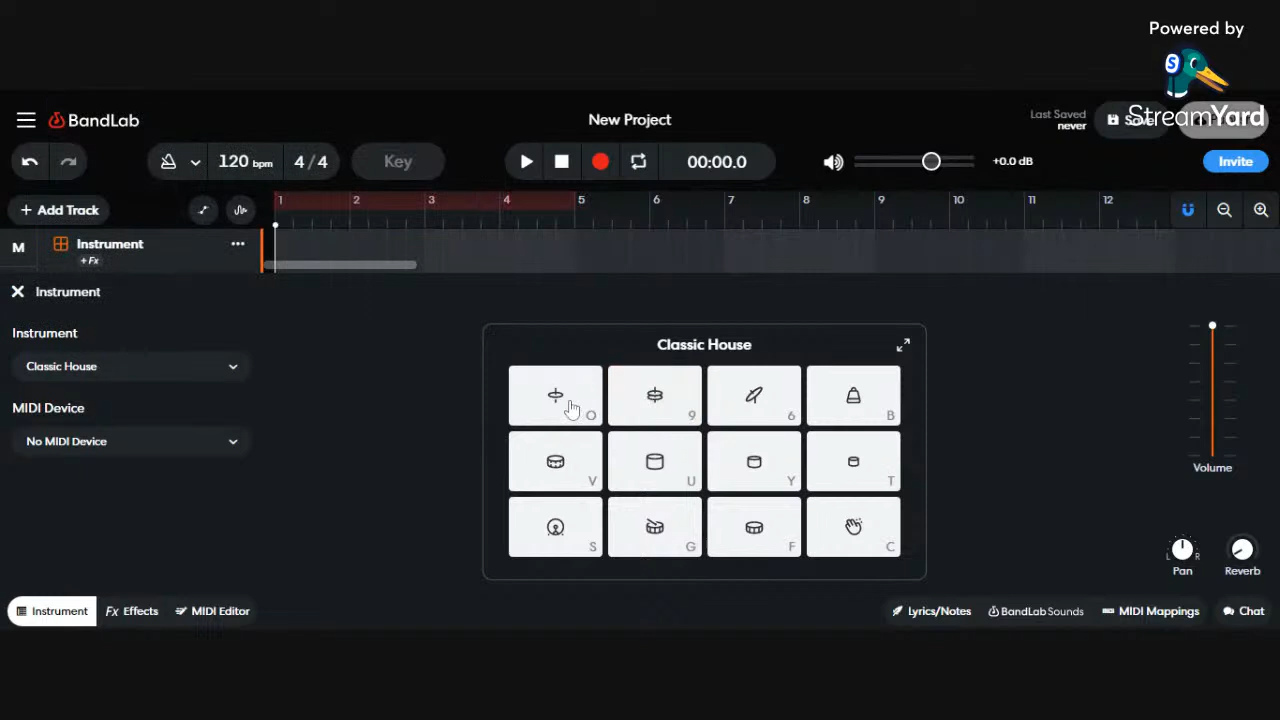 Powered by
S
StreamYard
BandLab
New Project
Last Saved
never
Save
120 bpm
4/4
Key
00:00.0
+0.0 dB
Invite
+ Add Track
1 2 3 4 5 6 7 8 9 10 11 12
M
Instrument
+ Fx
Instrument
Instrument
Classic House
MIDI Device
No MIDI Device
Classic House
O 9 6 B
V U Y T
S G F C
Volume
L R
Pan
Reverb
Instrument
Fx Effects
MIDI Editor
Lyrics/Notes
BandLab Sounds
MIDI Mappings
Chat